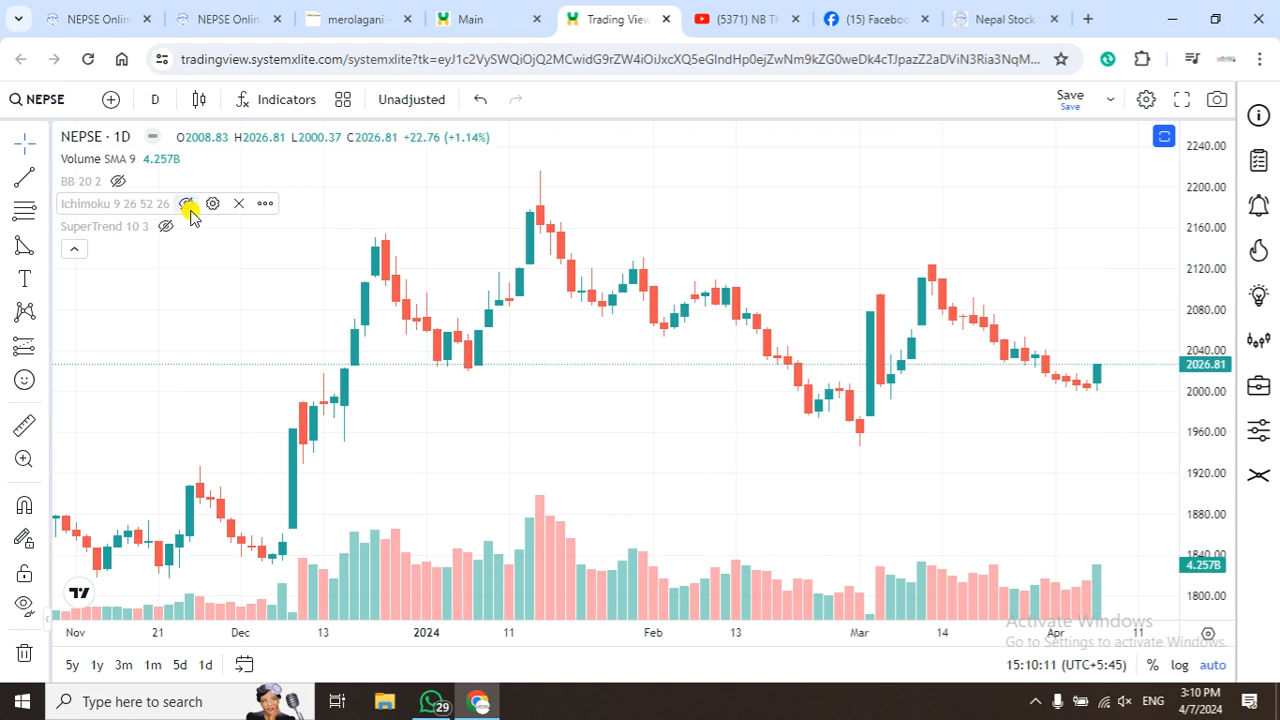 NEPSE Onlin
NEPSE Onlin
merolagani -
Main
Trading Vie
(5371) NB Th
(15) Faceboo
Nepal Stock
tradingview.systemxlite.com/systemxlite?tk=
NEPSE
D
Indicators
Unadjusted
Save
Save
NEPSE · 1D
O2008.83 H2026.81 L2000.37 C2026.81 +22.76 (+1.14%)
Volume SMA 9 4.257B
BB 20 2
Ichimoku 9 26 52 26
SuperTrend 10 3
2240.00
2200.00
2160.00
2120.00
2080.00
2040.00
2026.81
2000.00
1960.00
1920.00
1880.00
1840.00
4.257B
1800.00
Nov 21 Dec 13 2024 11 Feb 13 Mar 14 Apr 11
Activate Windows
Go to Settings to activate Windows.
5y 1y 3m 1m 5d 1d
15:10:11 (UTC+5:45) % log auto
Type here to search
29
ENG
3:10 PM
4/7/2024